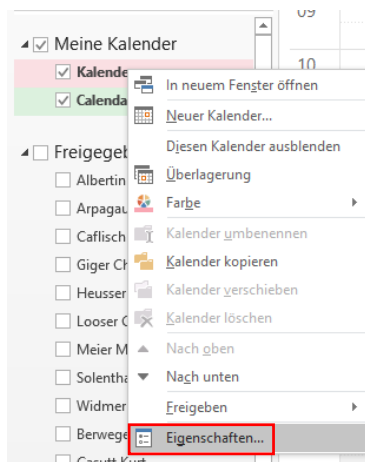 09
Meine Kalender
10
In neuem Fenster öffnen
Neuer Kalender...
Diesen Kalender ausblenden
Freigegeb
Überlagerung
Albertin
Farbe
Arpagau
Caflisch
Kalender umbenennen
Giger Ch
Kalender kopieren
Heusser
Kalender verschieben
Looser
Kalender löschen
Meier M
Nach oben
Solentha
Nach unten
Widmer
Freigeben
Berwege
Eigenschaften...